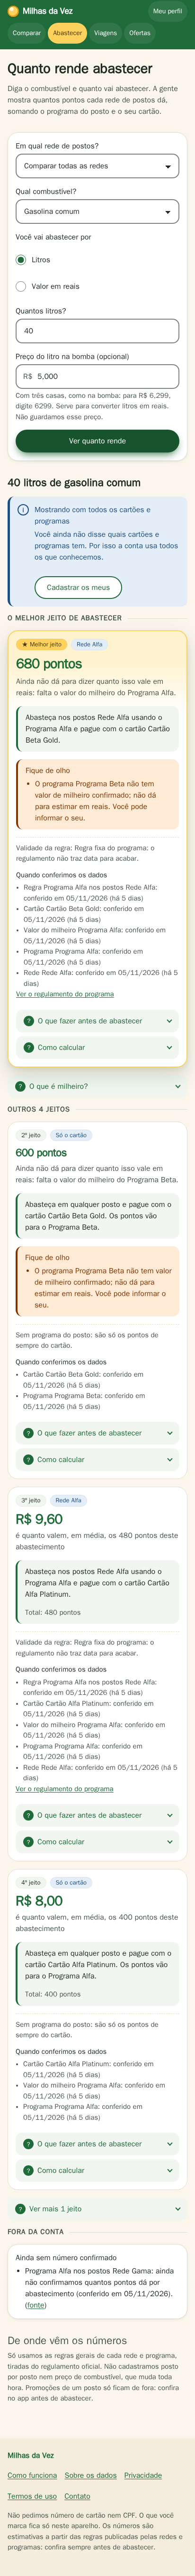 Milhas da Vez
Meu perfil
Comparar
Abastecer
Viagens
Ofertas
Quanto rende abastecer
Diga o combustível e quanto vai abastecer. A gente
mostra quantos pontos cada rede de postos dá,
somando o programa do posto e o seu cartão.
Em qual rede de postos?
Comparar todas as redes
Qual combustível?
Gasolina comum
Você vai abastecer por
Litros
Valor em reais
Quantos litros?
40
Preço do litro na bomba (opcional)
R$ 5,000
Com três casas, como na bomba: para R$ 6,299,
digite 6299. Serve para converter litros em reais.
Não guardamos esse preço.
Ver quanto rende
40 litros de gasolina comum
Mostrando com todos os cartões e
programas
Você ainda não disse quais cartões e
programas tem. Por isso a conta usa todos
os que conhecemos.
Cadastrar os meus
O MELHOR JEITO DE ABASTECER
★ Melhor jeito
Rede Alfa
680 pontos
Ainda não dá para dizer quanto isso vale em
reais: falta o valor do milheiro do Programa Alfa.
Abasteça nos postos Rede Alfa usando o
Programa Alfa e pague com o cartão Cartão
Beta Gold.
Fique de olho
• O programa Programa Beta não tem
valor de milheiro confirmado; não dá
para estimar em reais. Você pode
informar o seu.
Validade da regra: Regra fixa do programa: o
regulamento não traz data para acabar.
Quando conferimos os dados
• Regra Programa Alfa nos postos Rede Alfa:
conferido em 05/11/2026 (há 5 dias)
• Cartão Cartão Beta Gold: conferido em
05/11/2026 (há 5 dias)
• Valor do milheiro Programa Alfa: conferido em
05/11/2026 (há 5 dias)
• Programa Programa Alfa: conferido em
05/11/2026 (há 5 dias)
• Rede Rede Alfa: conferido em 05/11/2026 (há 5
dias)
Ver o regulamento do programa
? O que fazer antes de abastecer
? Como calcular
? O que é milheiro?
OUTROS 4 JEITOS
2º jeito
Só o cartão
600 pontos
Ainda não dá para dizer quanto isso vale em
reais: falta o valor do milheiro do Programa Beta.
Abasteça em qualquer posto e pague com o
cartão Cartão Beta Gold. Os pontos vão
para o Programa Beta.
Fique de olho
• O programa Programa Beta não tem valor
de milheiro confirmado; não dá para
estimar em reais. Você pode informar o
seu.
Sem programa do posto: são só os pontos de
sempre do cartão.
Quando conferimos os dados
• Cartão Cartão Beta Gold: conferido em
05/11/2026 (há 5 dias)
• Programa Programa Beta: conferido em
05/11/2026 (há 5 dias)
? O que fazer antes de abastecer
? Como calcular
3º jeito
Rede Alfa
R$ 9,60
é quanto valem, em média, os 480 pontos deste
abastecimento
Abasteça nos postos Rede Alfa usando o
Programa Alfa e pague com o cartão Cartão
Alfa Platinum.
Total: 480 pontos
Validade da regra: Regra fixa do programa: o
regulamento não traz data para acabar.
Quando conferimos os dados
• Regra Programa Alfa nos postos Rede Alfa:
conferido em 05/11/2026 (há 5 dias)
• Cartão Cartão Alfa Platinum: conferido em
05/11/2026 (há 5 dias)
• Valor do milheiro Programa Alfa: conferido em
05/11/2026 (há 5 dias)
• Programa Programa Alfa: conferido em
05/11/2026 (há 5 dias)
• Rede Rede Alfa: conferido em 05/11/2026 (há 5
dias)
Ver o regulamento do programa
? O que fazer antes de abastecer
? Como calcular
4º jeito
Só o cartão
R$ 8,00
é quanto valem, em média, os 400 pontos deste
abastecimento
Abasteça em qualquer posto e pague com o
cartão Cartão Alfa Platinum. Os pontos vão
para o Programa Alfa.
Total: 400 pontos
Sem programa do posto: são só os pontos de
sempre do cartão.
Quando conferimos os dados
• Cartão Cartão Alfa Platinum: conferido em
05/11/2026 (há 5 dias)
• Valor do milheiro Programa Alfa: conferido em
05/11/2026 (há 5 dias)
• Programa Programa Alfa: conferido em
05/11/2026 (há 5 dias)
? O que fazer antes de abastecer
? Como calcular
? Ver mais 1 jeito
FORA DA CONTA
Ainda sem número confirmado
• Programa Alfa nos postos Rede Gama: ainda
não confirmamos quantos pontos dá por
abastecimento (conferido em 05/11/2026).
(fonte)
De onde vêm os números
Só usamos as regras gerais de cada rede e programa,
tiradas do regulamento oficial. Não cadastramos posto
por posto nem preço de combustível, que muda toda
hora. Promoções de um posto só ficam de fora: confira
no app antes de abastecer.
Milhas da Vez
Como funciona
Sobre os dados
Privacidade
Termos de uso
Contato
Não pedimos número de cartão nem CPF. O que você
marca fica só neste aparelho. Os números são
estimativas a partir das regras publicadas pelas redes e
programas: confira sempre antes de abastecer.